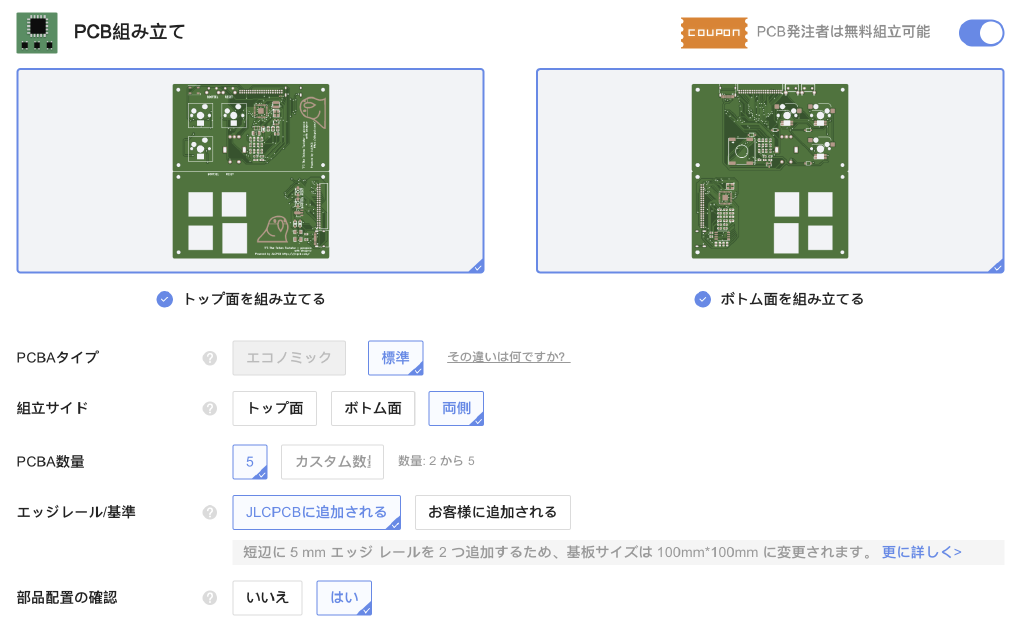 PCB組み立て
COUPON PCB発注者は無料組立可能
トップ面を組み立てる
ボトム面を組み立てる
PCBAタイプ ? エコノミック 標準 その違いは何ですか?
組立サイド ? トップ面 ボトム面 両側
PCBA数量 5 カスタム数量 数量: 2 から 5
エッジレール/基準 ? JLCPCBに追加される お客様に追加される
短辺に 5 mm エッジ レールを 2 つ追加するため、基板サイズは 100mm*100mm に変更されます。 更に詳しく>
部品配置の確認 ? いいえ はい